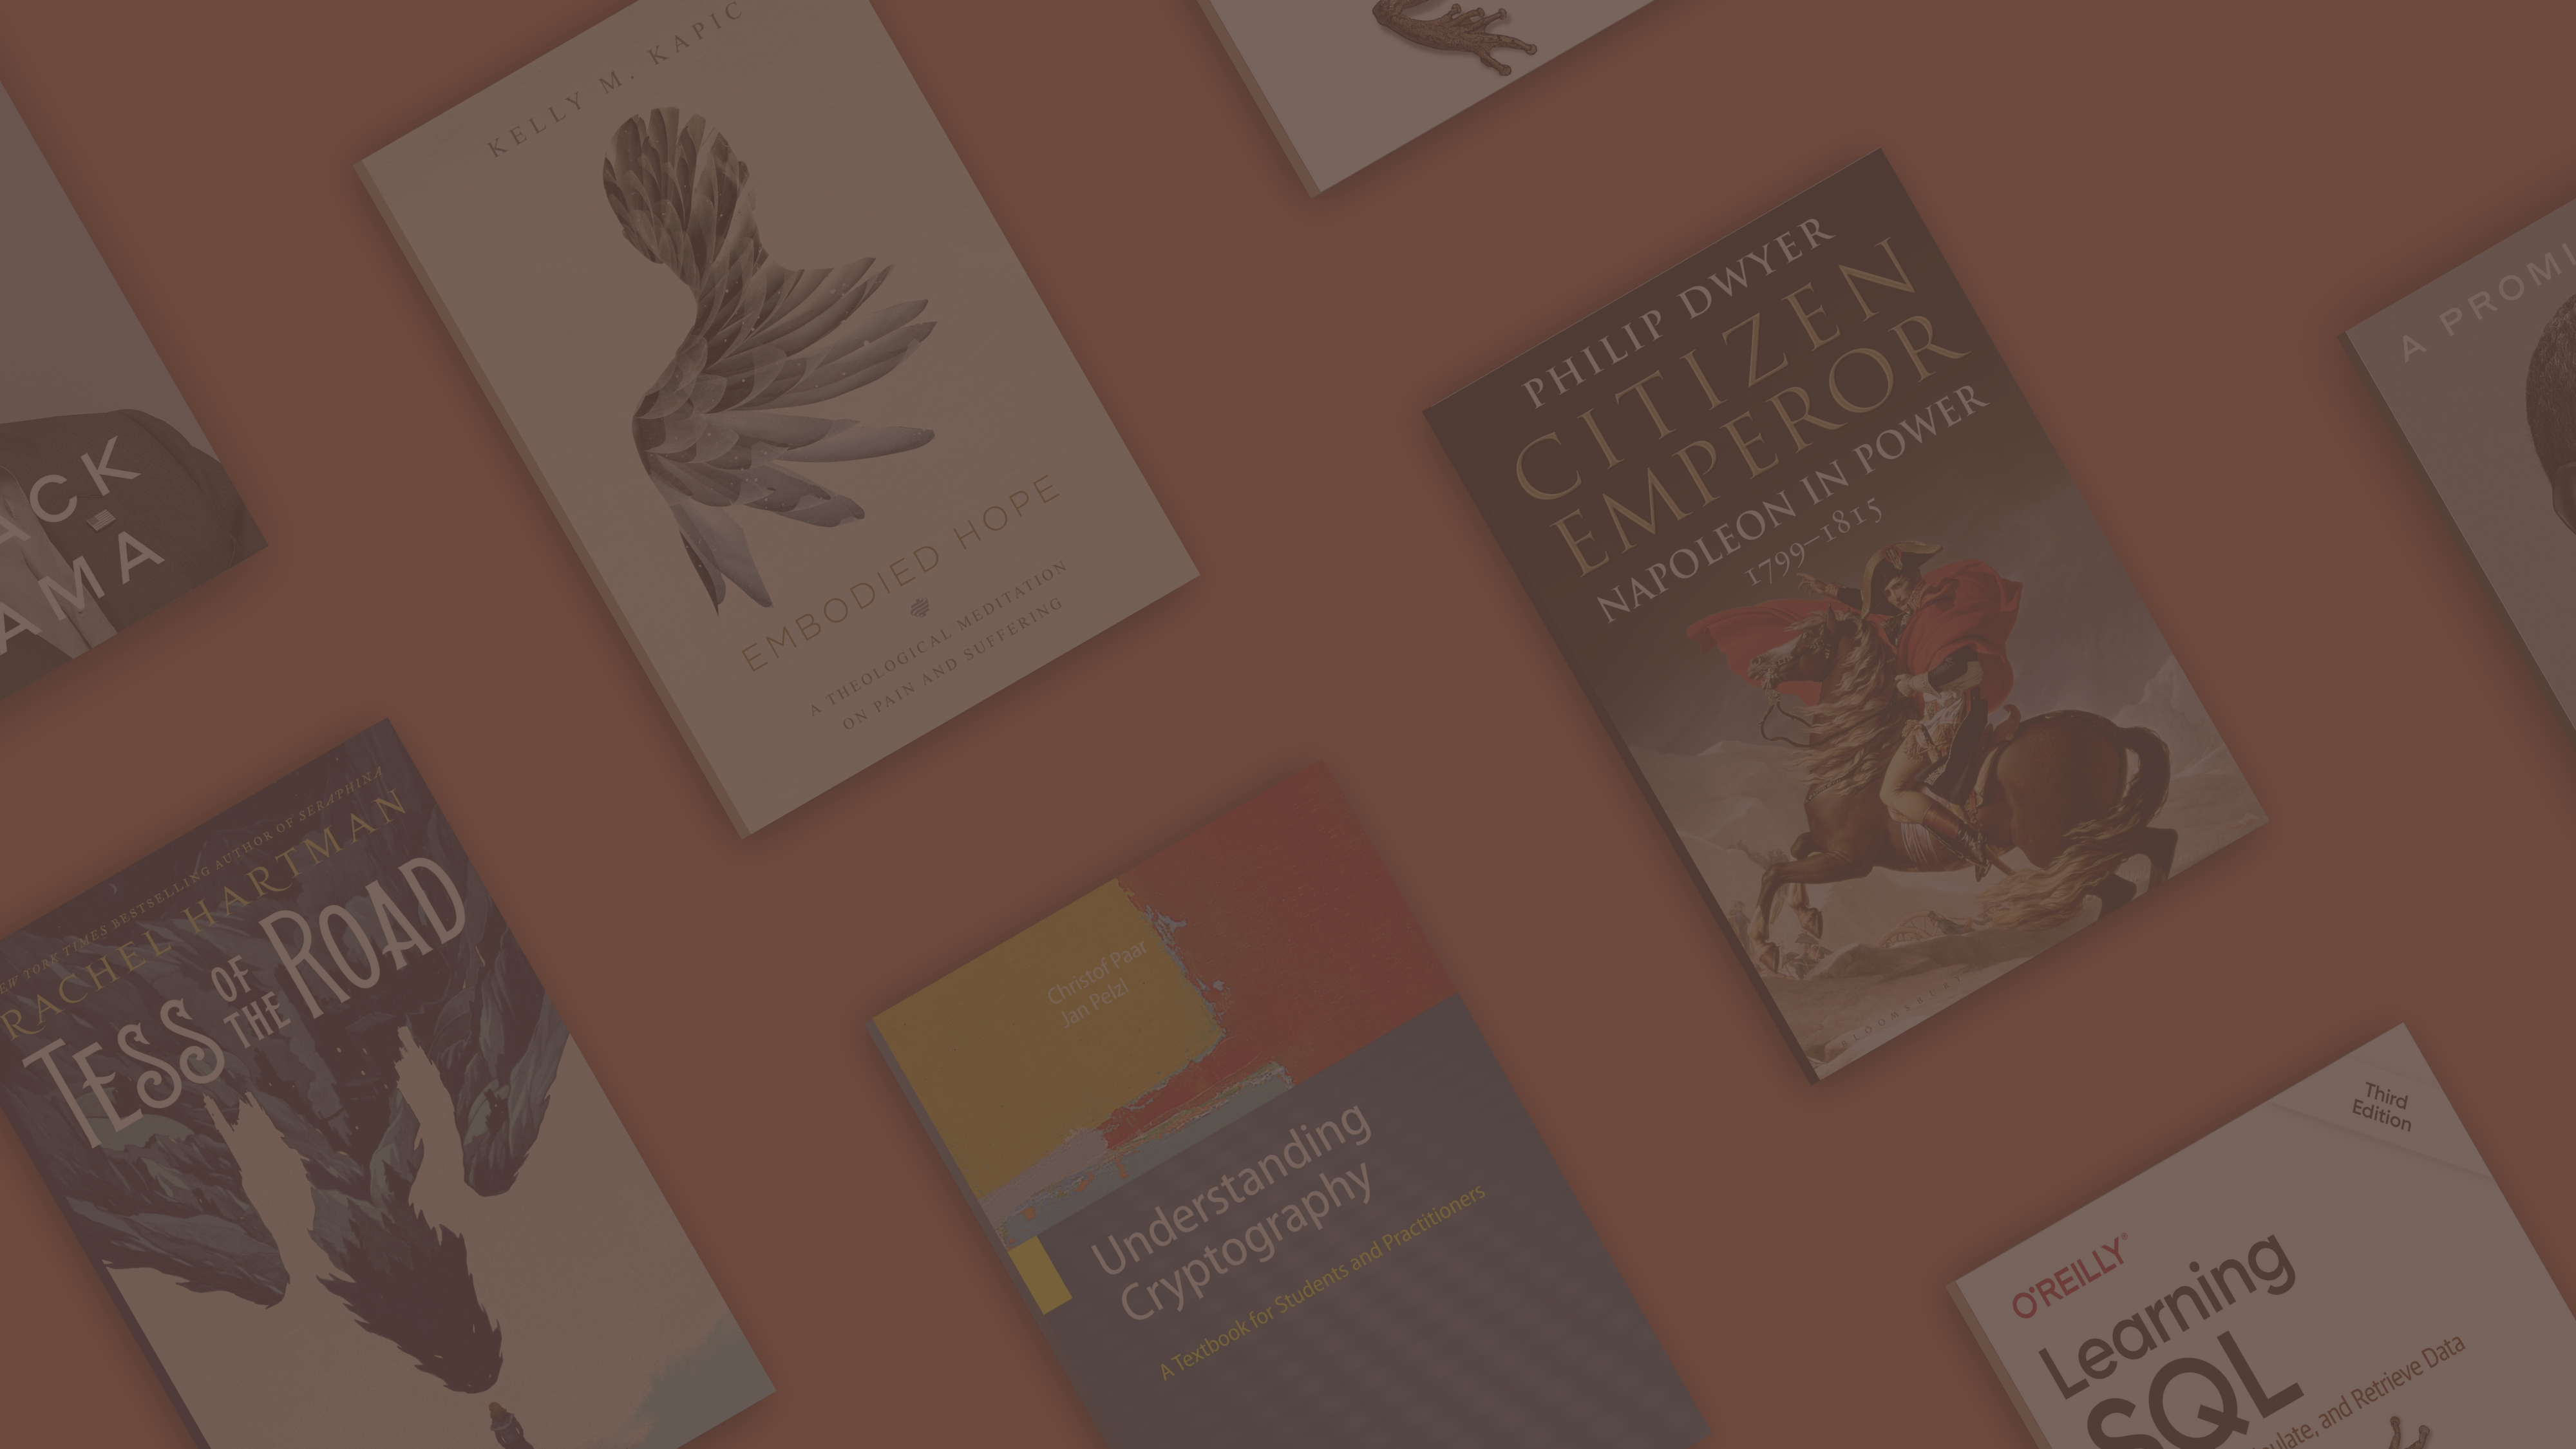 ACK
AMA
KELLY M. KAPIC
EMBODIED HOPE
A THEOLOGICAL MEDITATION
ON PAIN AND SUFFERING
PHILIP DWYER
CITIZEN
EMPEROR
NAPOLEON IN POWER
1799–1815
BLOOMSBURY
A PROMI
EW YORK TIMES BESTSELLING AUTHOR OF SERAPHINA
RACHEL HARTMAN
TESS OF THE ROAD
Christof Paar
Jan Pelzl
Understanding
Cryptography
A Textbook for Students and Practitioners
Third
Edition
O'REILLY®
Learning
SQL
ulate, and Retrieve Data